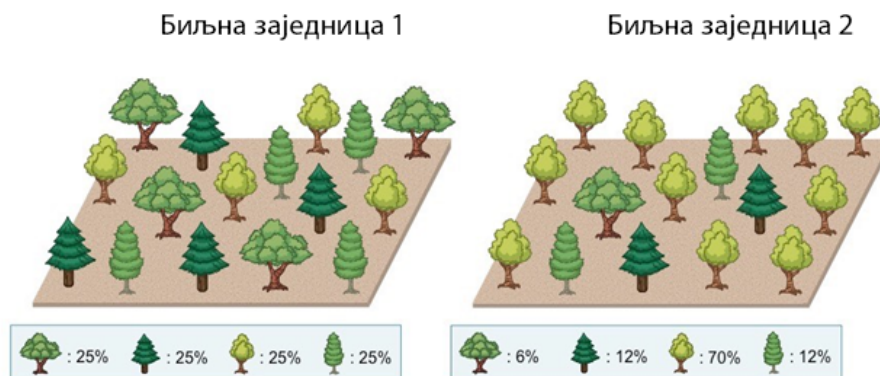 Биљна заједница 1
Биљна заједница 2
: 25% : 25% : 25% : 25%
: 6% : 12% : 70% : 12%